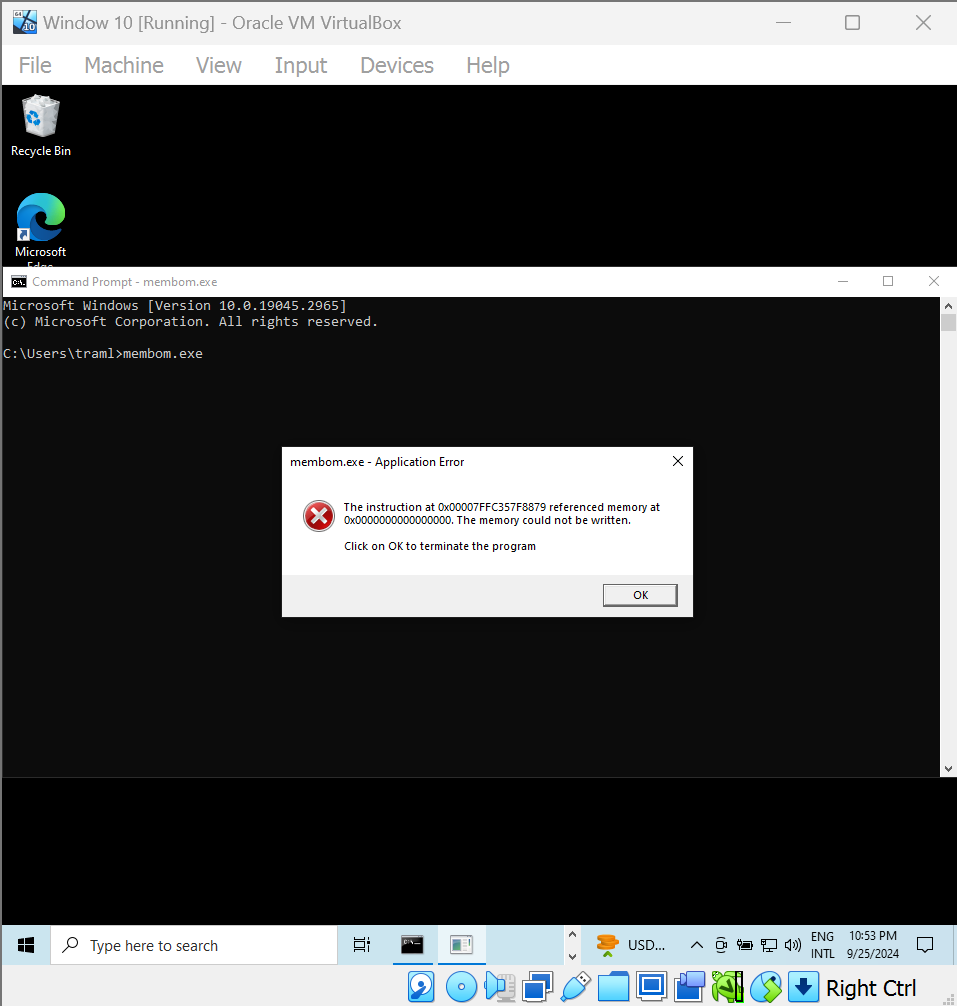 Window 10 [Running] - Oracle VM VirtualBox
File Machine View Input Devices Help
Recycle Bin
Microsoft
Edge
Command Prompt - membom.exe
Microsoft Windows [Version 10.0.19045.2965]
(c) Microsoft Corporation. All rights reserved.
C:\Users\traml>membom.exe
membom.exe - Application Error
The instruction at 0x00007FFC357F8879 referenced memory at
0x0000000000000000. The memory could not be written.
Click on OK to terminate the program
OK
Type here to search
USD...
ENG
INTL
10:53 PM
9/25/2024
Right Ctrl